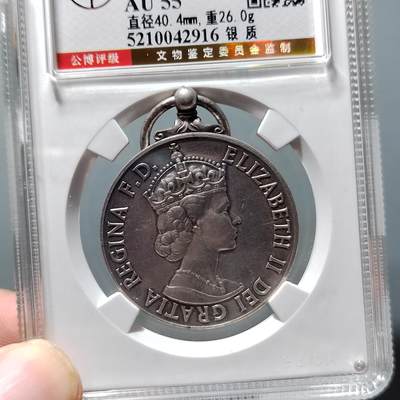 AU 55
直径40.4mm,重26.0g
5210042916 银 质
公博评级
文物鉴定委员会监制
ELIZABETH II DEI GRATIA REGINA F.D.